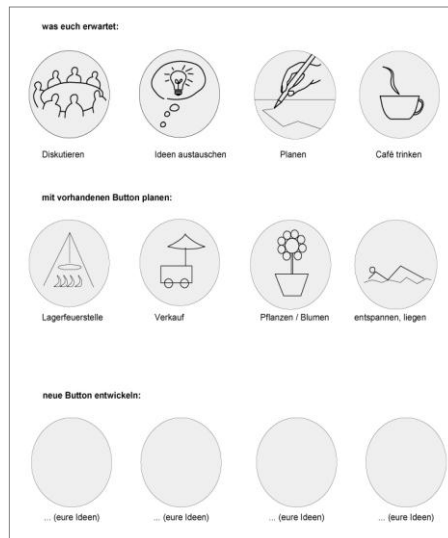 was euch erwartet:
Diskutieren Ideen austauschen Planen Café trinken
mit vorhandenen Button planen:
Lagerfeuerstelle Verkauf Pflanzen / Blumen entspannen, liegen
neue Button entwickeln:
... (eure Ideen) ... (eure Ideen) ... (eure Ideen) ... (eure Ideen)